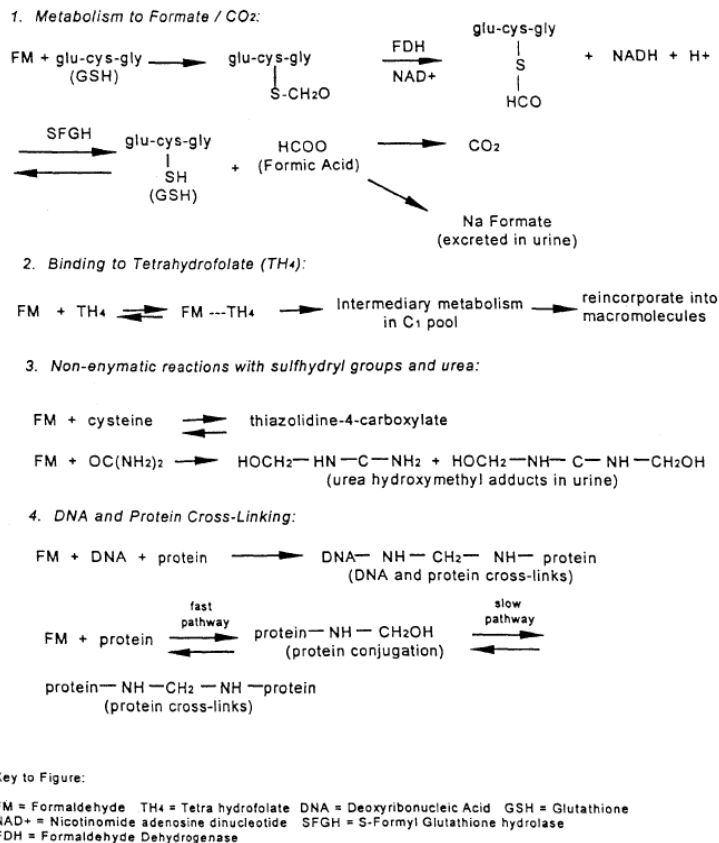 1. Metabolism to Formate / CO2:
glu-cys-gly
FM + glu-cys-gly glu-cys-gly FDH S + NADH + H+
(GSH) NAD+
S-CH2O HCO
SFGH glu-cys-gly HCOO CO2
SH + (Formic Acid)
(GSH)
Na Formate
(excreted in urine)
2. Binding to Tetrahydrofolate (TH4):
FM + TH4 FM ---TH4 Intermediary metabolism reincorporate into
in C1 pool macromolecules
3. Non-enymatic reactions with sulfhydryl groups and urea:
FM + cysteine thiazolidine-4-carboxylate
FM + OC(NH2)2 HOCH2— HN —C— NH2 + HOCH2—NH— C— NH —CH2OH
(urea hydroxymethyl adducts in urine)
4. DNA and Protein Cross-Linking:
FM + DNA + protein DNA— NH — CH2— NH— protein
(DNA and protein cross-links)
fast slow
pathway pathway
FM + protein protein— NH — CH2OH
(protein conjugation)
protein— NH —CH2 — NH —protein
(protein cross-links)
Key to Figure:
FM = Formaldehyde TH4 = Tetra hydrofolate DNA = Deoxyribonucleic Acid GSH = Glutathione
NAD+ = Nicotinomide adenosine dinucleotide SFGH = S-Formyl Glutathione hydrolase
FDH = Formaldehyde Dehydrogenase